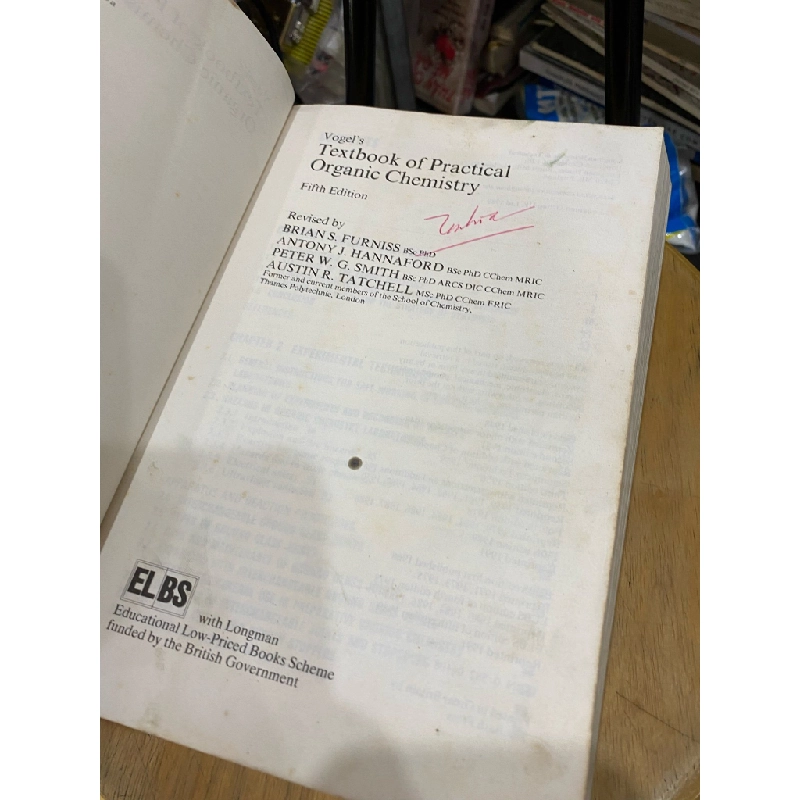 Vogel's
Textbook of Practical
Organic Chemistry
Fifth Edition
Revised by
BRIAN S. FURNISS BSc PhD
ANTONY J. HANNAFORD BSc PhD CChem MRIC
PETER W. G. SMITH BSc PhD ARCS DIC CChem MRIC
AUSTIN R. TATCHELL MSc PhD CChem FRIC
Former and current members of the School of Chemistry,
Thames Polytechnic, London
ELBS
with Longman
Educational Low-Priced Books Scheme
funded by the British Government